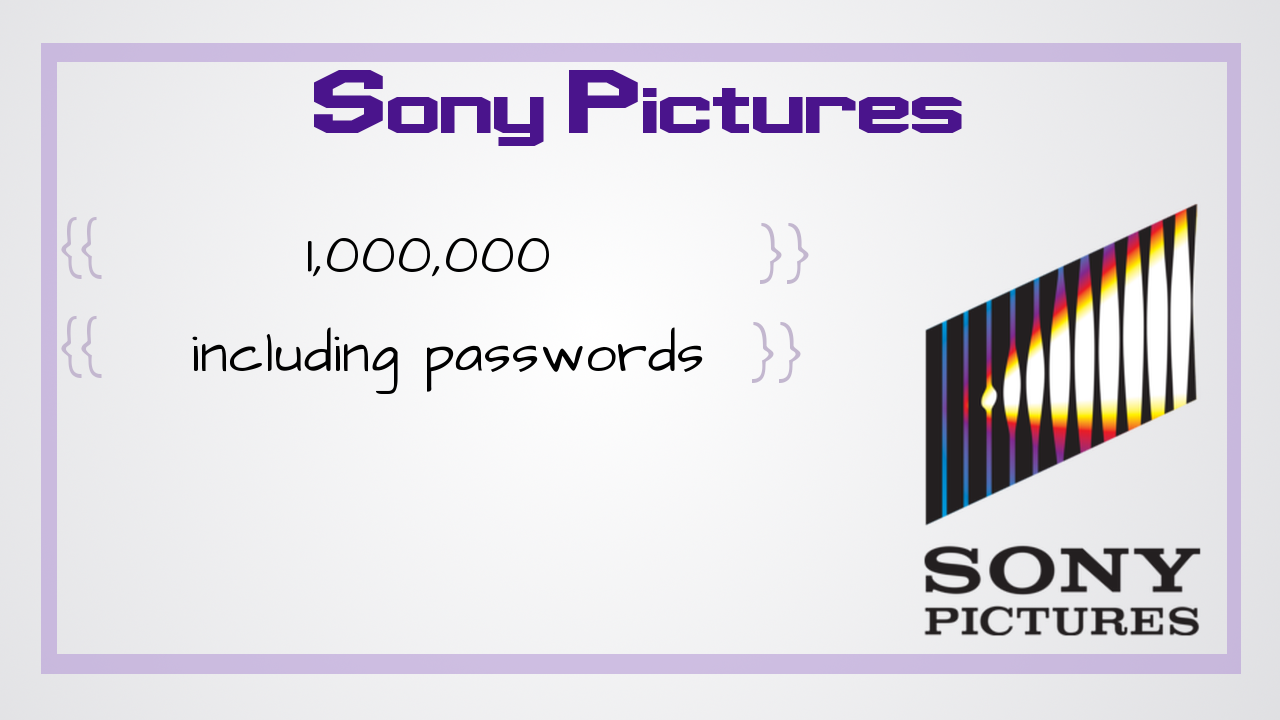 Sony Pictures
{{ 1,000,000 }}
{{ including passwords }}
SONY
PICTURES